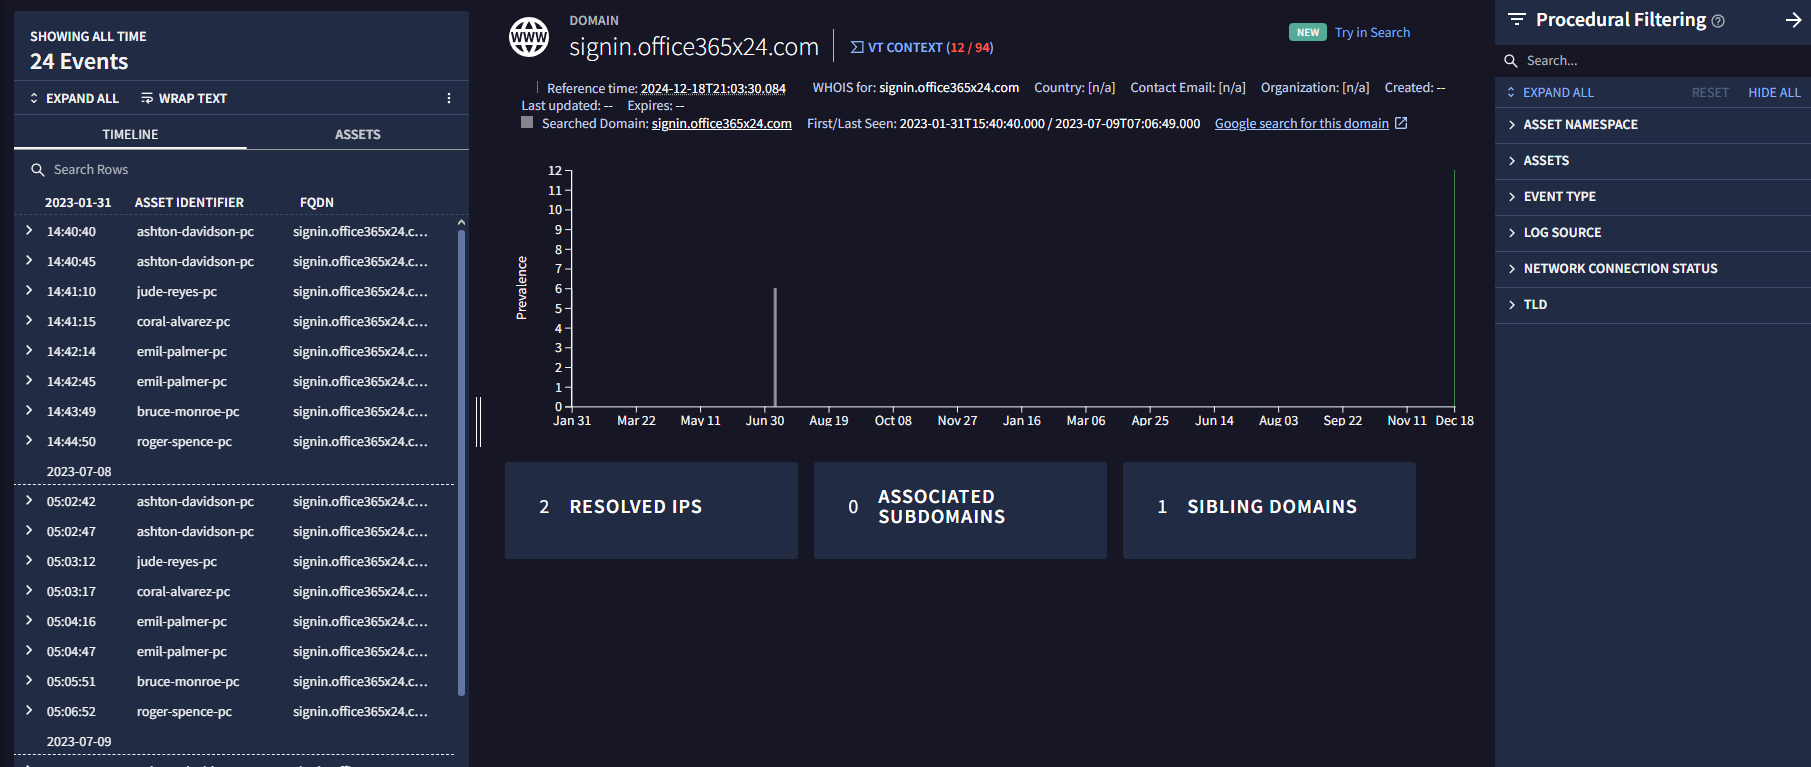 SHOWING ALL TIME
24 Events
EXPAND ALL WRAP TEXT
TIMELINE ASSETS
Search Rows
2023-01-31 ASSET IDENTIFIER FQDN
14:40:40 ashton-davidson-pc signin.office365x24.c...
14:40:45 ashton-davidson-pc signin.office365x24.c...
14:41:10 jude-reyes-pc signin.office365x24.c...
14:41:15 coral-alvarez-pc signin.office365x24.c...
14:42:14 emil-palmer-pc signin.office365x24.c...
14:42:45 emil-palmer-pc signin.office365x24.c...
14:43:49 bruce-monroe-pc signin.office365x24.c...
14:44:50 roger-spence-pc signin.office365x24.c...
2023-07-08
05:02:42 ashton-davidson-pc signin.office365x24.c...
05:02:47 ashton-davidson-pc signin.office365x24.c...
05:03:12 jude-reyes-pc signin.office365x24.c...
05:03:17 coral-alvarez-pc signin.office365x24.c...
05:04:16 emil-palmer-pc signin.office365x24.c...
05:04:47 emil-palmer-pc signin.office365x24.c...
05:05:51 bruce-monroe-pc signin.office365x24.c...
05:06:52 roger-spence-pc signin.office365x24.c...
2023-07-09
WWW
DOMAIN
signin.office365x24.com
VT CONTEXT (12 / 94)
NEW Try in Search
Reference time: 2024-12-18T21:03:30.084 WHOIS for: signin.office365x24.com Country: [n/a] Contact Email: [n/a] Organization: [n/a] Created: --
Last updated: -- Expires: --
Searched Domain: signin.office365x24.com First/Last Seen: 2023-01-31T15:40:40.000 / 2023-07-09T07:06:49.000 Google search for this domain
Prevalence
12
11
10
9
8
7
6
5
4
3
2
1
0
Jan 31 Mar 22 May 11 Jun 30 Aug 19 Oct 08 Nov 27 Jan 16 Mar 06 Apr 25 Jun 14 Aug 03 Sep 22 Nov 11 Dec 18
2 RESOLVED IPS
0 ASSOCIATED
SUBDOMAINS
1 SIBLING DOMAINS
Procedural Filtering
Search...
EXPAND ALL RESET HIDE ALL
ASSET NAMESPACE
ASSETS
EVENT TYPE
LOG SOURCE
NETWORK CONNECTION STATUS
TLD